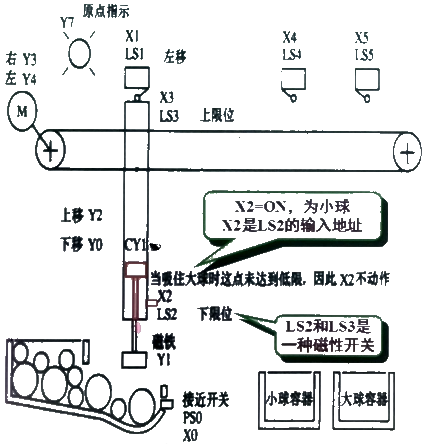 Y7 原点指示
X1
LS1
左移
X4
LS4
X5
LS5
右 Y3
左 Y4
M
X3
LS3
上限位
上移 Y2
下移 Y0
CY1
X2=ON，为小球
X2是LS2的输入地址
当吸住大球时这点未达到低限，因此 X2不动作
X2
LS2
下限位
LS2和LS3是
一种磁性开关
磁铁
Y1
接近开关
PS0
X0
小球容器
大球容器